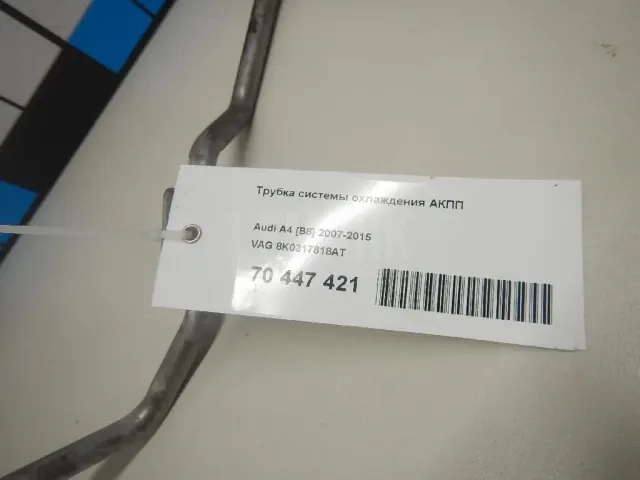 Трубка системы охлаждения АКПП
Audi A4 [B8] 2007-2015
VAG 8K0317818AT
70 447 421